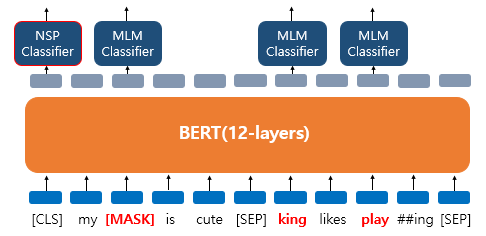 NSP
Classifier
MLM
Classifier
MLM
Classifier
MLM
Classifier
BERT(12-layers)
[CLS] my [MASK] is cute [SEP] king likes play ##ing [SEP]